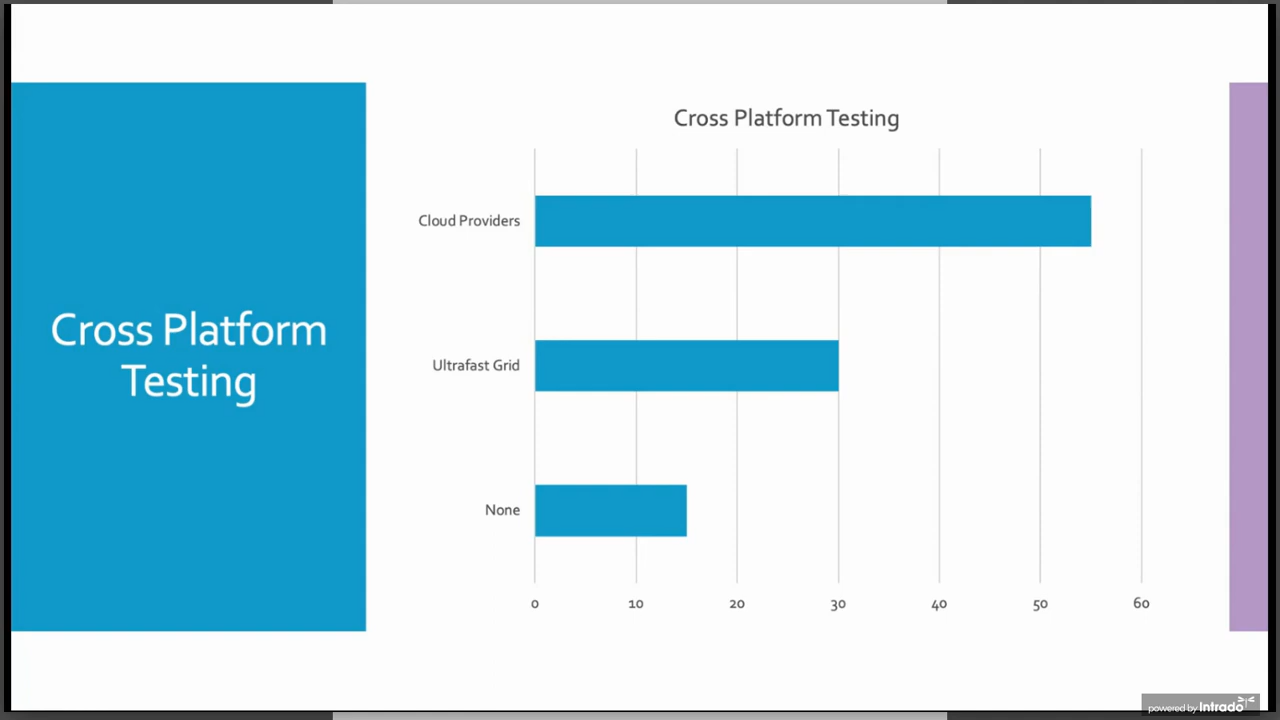 Cross Platform
Testing
Cross Platform Testing
Cloud Providers
Ultrafast Grid
None
0 10 20 30 40 50 60
powered by intrado